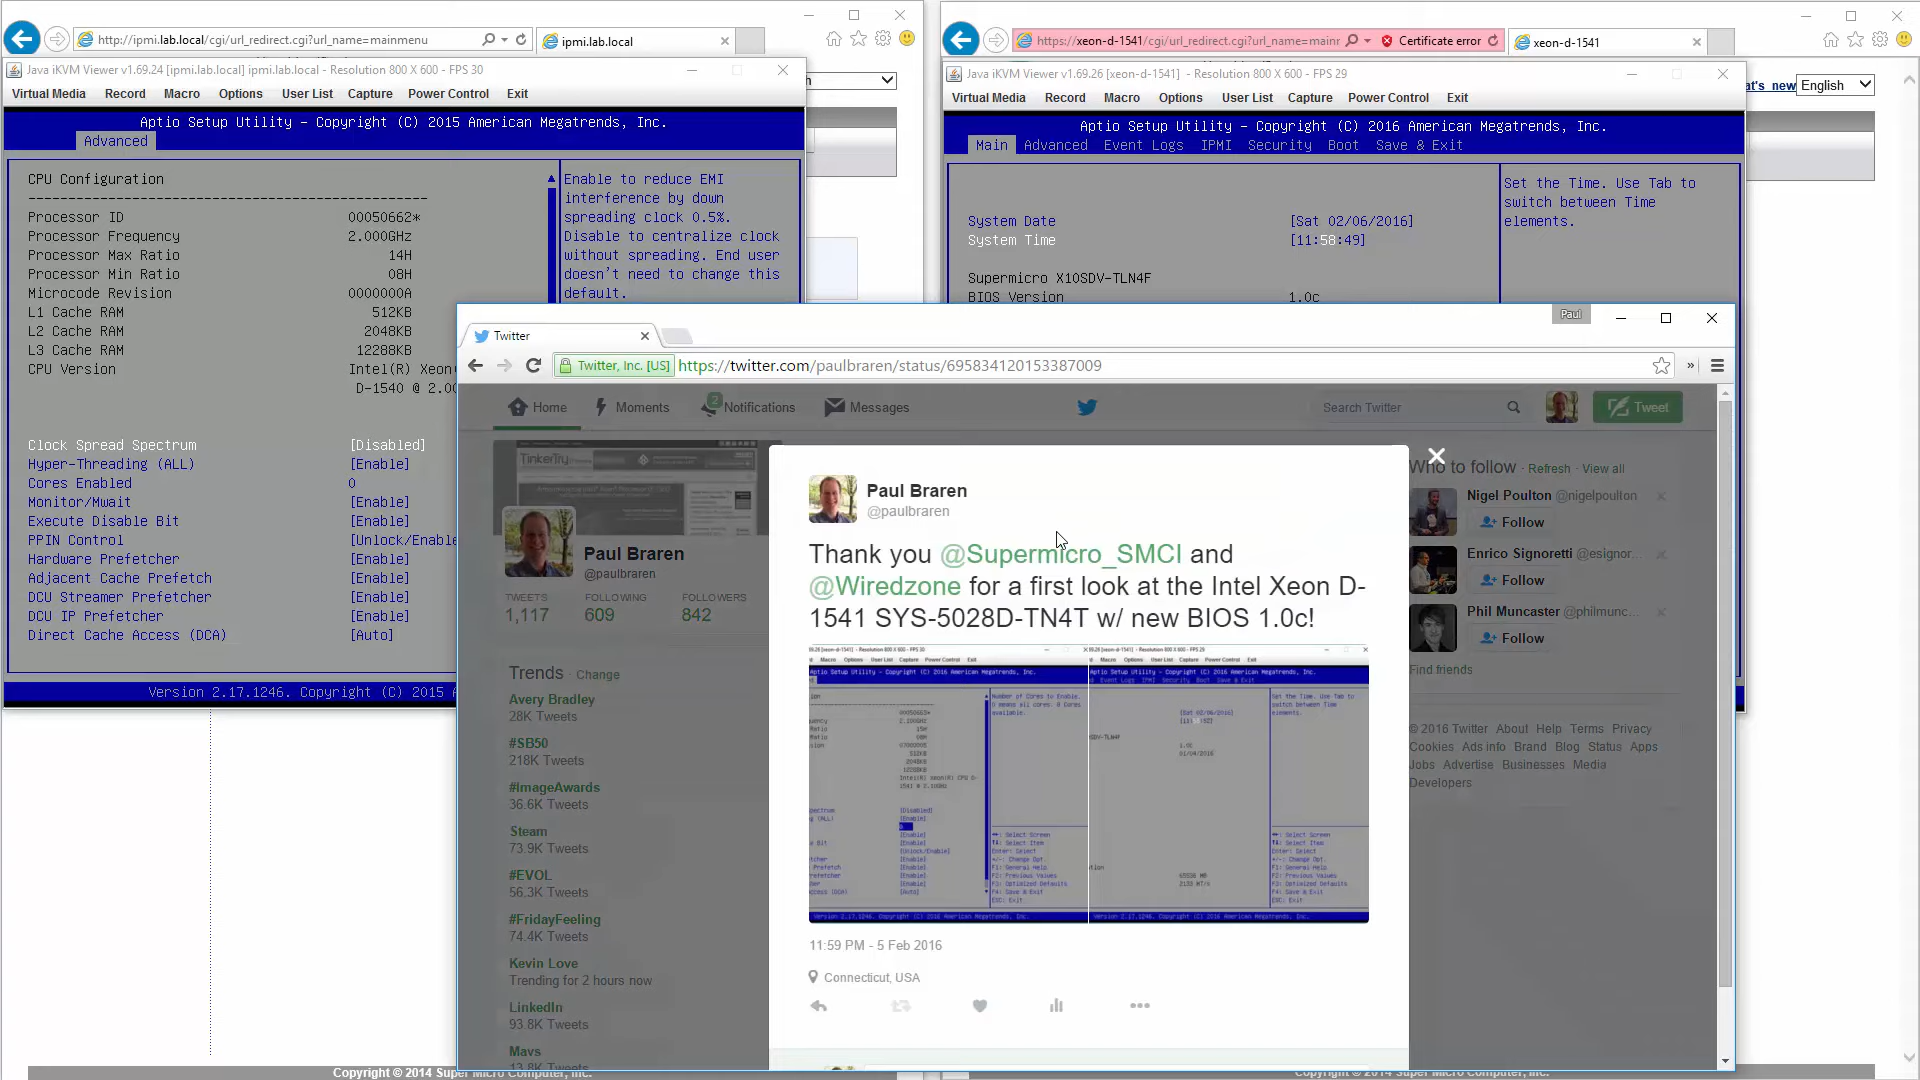 http://ipmi.lab.local/cgi/url_redirect.cgi?url_name=mainmenu
ipmi.lab.local
Java iKVM Viewer v1.69.24 [ipmi.lab.local] ipmi.lab.local - Resolution 800 X 600 - FPS 30
Virtual Media Record Macro Options User List Capture Power Control Exit
Aptio Setup Utility - Copyright (C) 2015 American Megatrends, Inc.
Advanced
CPU Configuration
Processor ID 00050662*
Processor Frequency 2.000GHz
Processor Max Ratio 14H
Processor Min Ratio 08H
Microcode Revision 0000000A
L1 Cache RAM 512KB
L2 Cache RAM 2048KB
L3 Cache RAM 12288KB
CPU Version Intel(R) Xeon(
D-1540 @ 2.0
Clock Spread Spectrum [Disabled]
Hyper-Threading (ALL) [Enable]
Cores Enabled 0
Monitor/Mwait [Enable]
Execute Disable Bit [Enable]
PPIN Control [Unlock/Enable
Hardware Prefetcher [Enable]
Adjacent Cache Prefetch [Enable]
DCU Streamer Prefetcher [Enable]
DCU IP Prefetcher [Enable]
Direct Cache Access (DCA) [Auto]
Enable to reduce EMI
interference by down
spreading clock 0.5%.
Disable to centralize clock
without spreading. End user
doesn't need to change this
default.
Version 2.17.1246. Copyright (C) 2015
https://xeon-d-1541/cgi/url_redirect.cgi?url_name=mainr
Certificate error
xeon-d-1541
at's new
English
Java iKVM Viewer v1.69.26 [xeon-d-1541] - Resolution 800 X 600 - FPS 29
Virtual Media Record Macro Options User List Capture Power Control Exit
Aptio Setup Utility - Copyright (C) 2016 American Megatrends, Inc.
Main Advanced Event Logs IPMI Security Boot Save & Exit
System Date [Sat 02/06/2016]
System Time [11:58:49]
Supermicro X10SDV-TLN4F
BIOS Version 1.0c
Set the Time. Use Tab to
switch between Time
elements.
Paul
Twitter
Twitter, Inc. [US]
https://twitter.com/paulbraren/status/695834120153387009
Home Moments 2 Notifications Messages
Search Twitter
Tweet
TinkerTry
Paul Braren
@paulbraren
TWEETS FOLLOWING FOLLOWERS
1,117 609 842
Trends · Change
Avery Bradley
28K Tweets
#SB50
218K Tweets
#ImageAwards
36.6K Tweets
Steam
73.9K Tweets
#EVOL
56.3K Tweets
#FridayFeeling
74.4K Tweets
Kevin Love
Trending for 2 hours now
LinkedIn
93.8K Tweets
Mavs
13.8K Tweets
Paul Braren
@paulbraren
Thank you @Supermicro_SMCI and
@Wiredzone for a first look at the Intel Xeon D-
1541 SYS-5028D-TN4T w/ new BIOS 1.0c!
11:59 PM - 5 Feb 2016
Connecticut, USA
Who to follow · Refresh · View all
Nigel Poulton @nigelpoulton
Follow
Enrico Signoretti @esignor...
Follow
Phil Muncaster @philmunc...
Follow
Find friends
© 2016 Twitter About Help Terms Privacy
Cookies Ads info Brand Blog Status Apps
Jobs Advertise Businesses Media
Developers
Copyright © 2014 Super Micro Computer, Inc.
Copyright © 2014 Super Micro Computer, Inc.